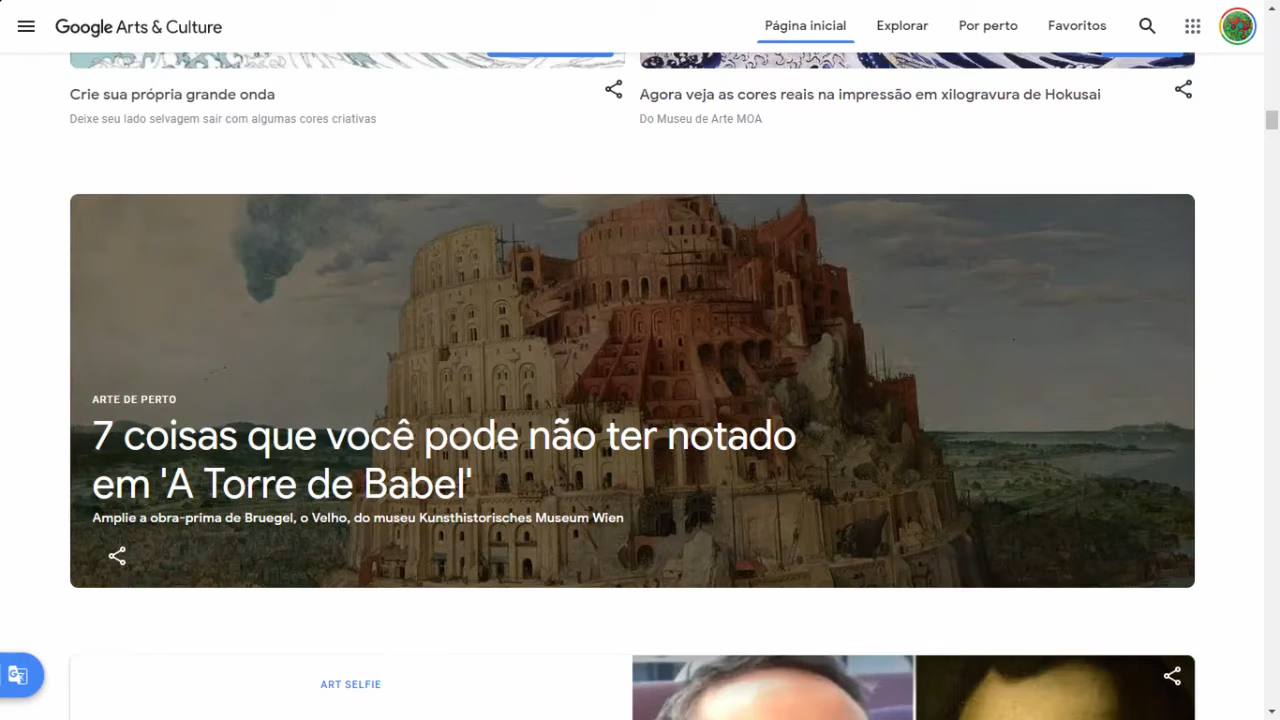 Google Arts & Culture
Página inicial
Explorar
Por perto
Favoritos
Crie sua própria grande onda
Deixe seu lado selvagem sair com algumas cores criativas
Agora veja as cores reais na impressão em xilogravura de Hokusai
Do Museu de Arte MOA
ARTE DE PERTO
7 coisas que você pode não ter notado
em 'A Torre de Babel'
Amplie a obra-prima de Bruegel, o Velho, do museu Kunsthistorisches Museum Wien
ART SELFIE